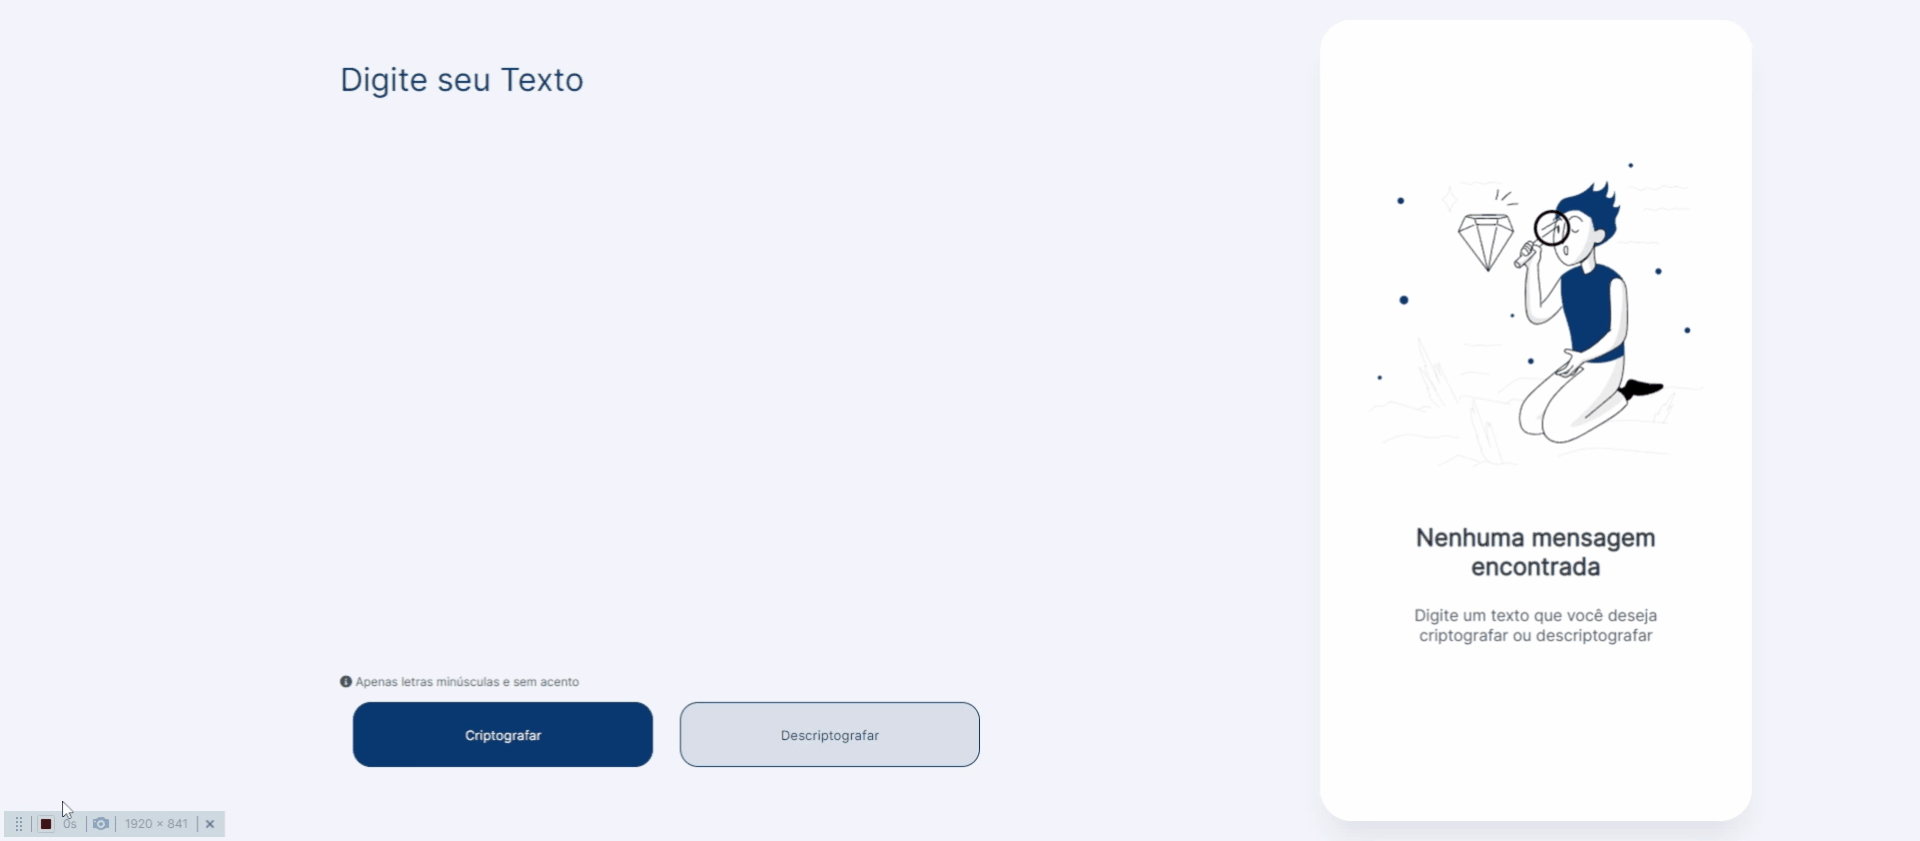 Digite seu Texto
Nenhuma mensagem
encontrada
Digite um texto que você deseja
criptografar ou descriptografar
Apenas letras minúsculas e sem acento
Criptografar
Descriptografar
0s
1920 × 841